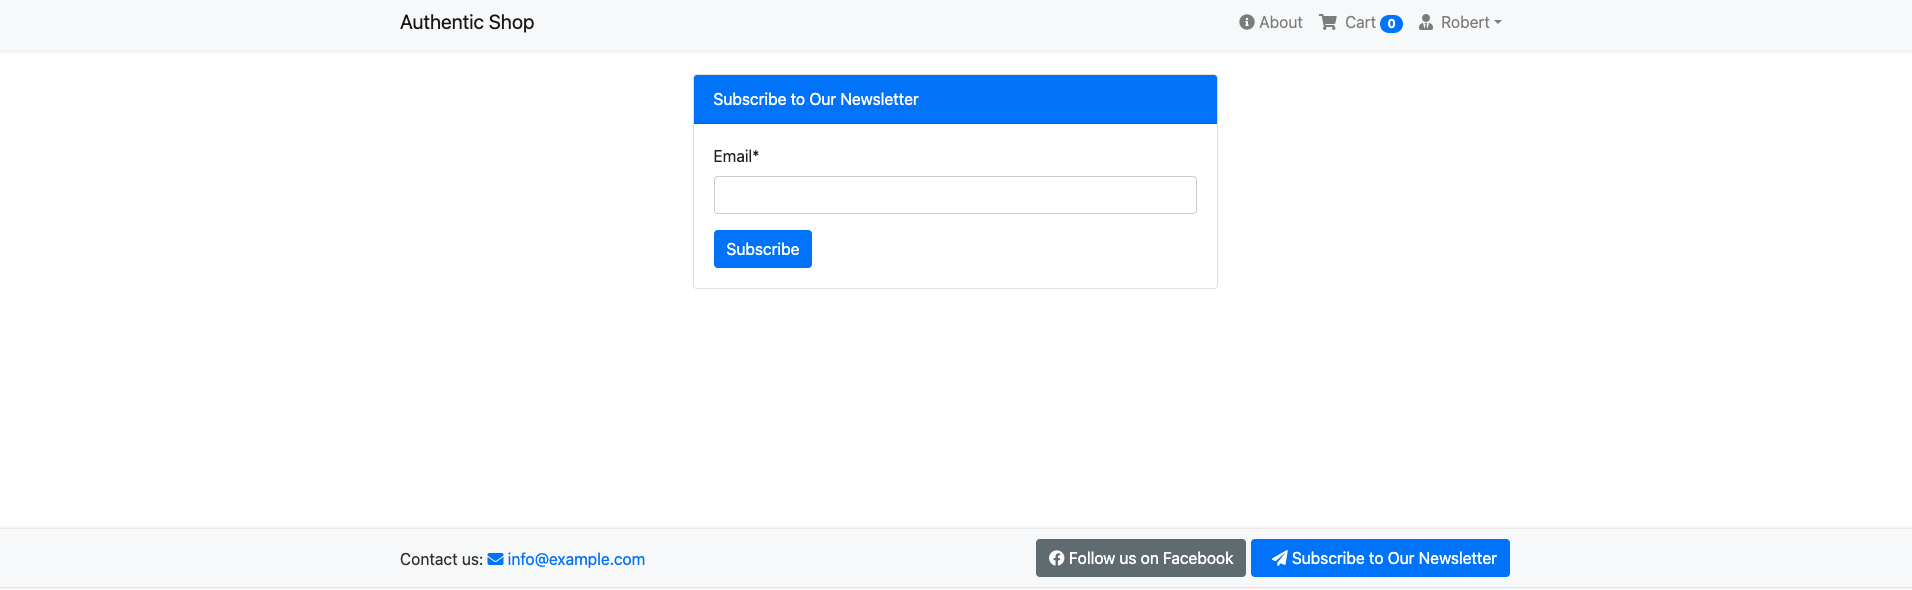 Authentic Shop
About Cart 0 Robert
Subscribe to Our Newsletter
Email*
Subscribe
Contact us: info@example.com
Follow us on Facebook
Subscribe to Our Newsletter